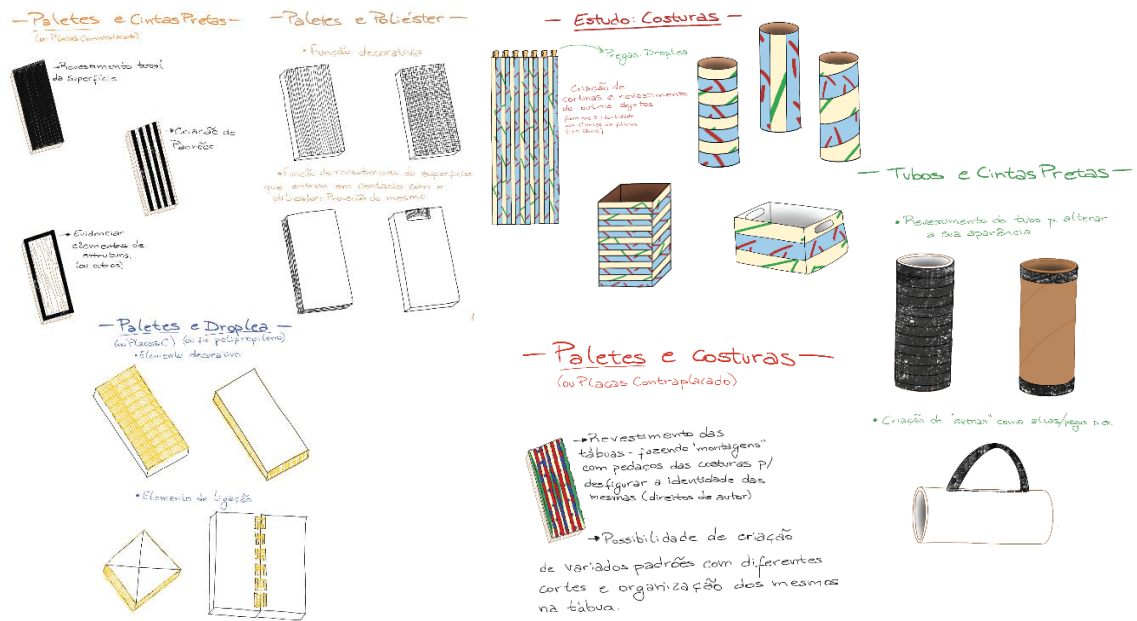 Paletes e Cintas Pretas
(ou Placas Contraplacado)
Revestimento total
da superfície
Criação de
Padrões
Evidenciar
elementos de
estrutura
(ou outros)
Paletes e Poliéster
• Função decorativa
• Função de revestimento de superfícies
que entram em contacto com o
utilizador: Proteção do mesmo
Paletes e Droplea
(ou Placas C) (ou fio polipropileno)
• Elemento decorativo
• Elemento de Ligação
Estudo: Costuras
Pegas: Droplea
Criação de
cortinas e revestimento
de outros objetos
Paletes e costuras
(ou Placas Contraplacado)
Revestimento das
tábuas - fazendo "montagens"
com pedaços das costuras p/
desfigurar a identidade das
mesmas (direitos de autor)
Possibilidade de criação
de variados padrões com diferentes
cortes e organização dos mesmos
na tábua.
Tubos e Cintas Pretas
• Revestimento do tubo p. alterar
a sua aparência
• Criação de "extras" como alças/pegas p.ex.